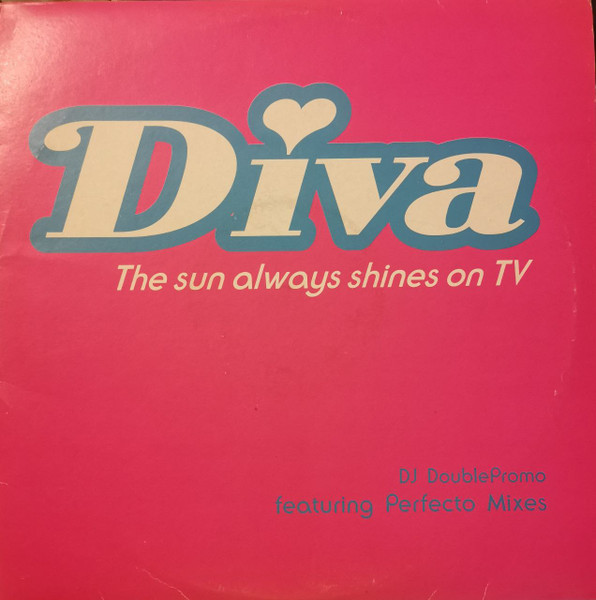 Diva
The sun always shines on TV
DJ DoublePromo
featuring Perfecto Mixes